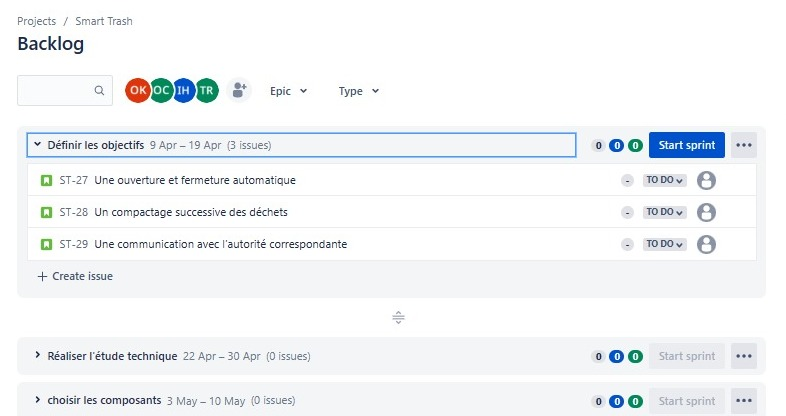 Projects / Smart Trash
Backlog
OK OC IH TR Epic Type
Définir les objectifs 9 Apr – 19 Apr (3 issues) 0 0 0 Start sprint
ST-27 Une ouverture et fermeture automatique - TO DO
ST-28 Un compactage successive des déchets - TO DO
ST-29 Une communication avec l'autorité correspondante - TO DO
+ Create issue
Réaliser l'étude technique 22 Apr – 30 Apr (0 issues) 0 0 0 Start sprint
choisir les composants 3 May – 10 May (0 issues) 0 0 0 Start sprint